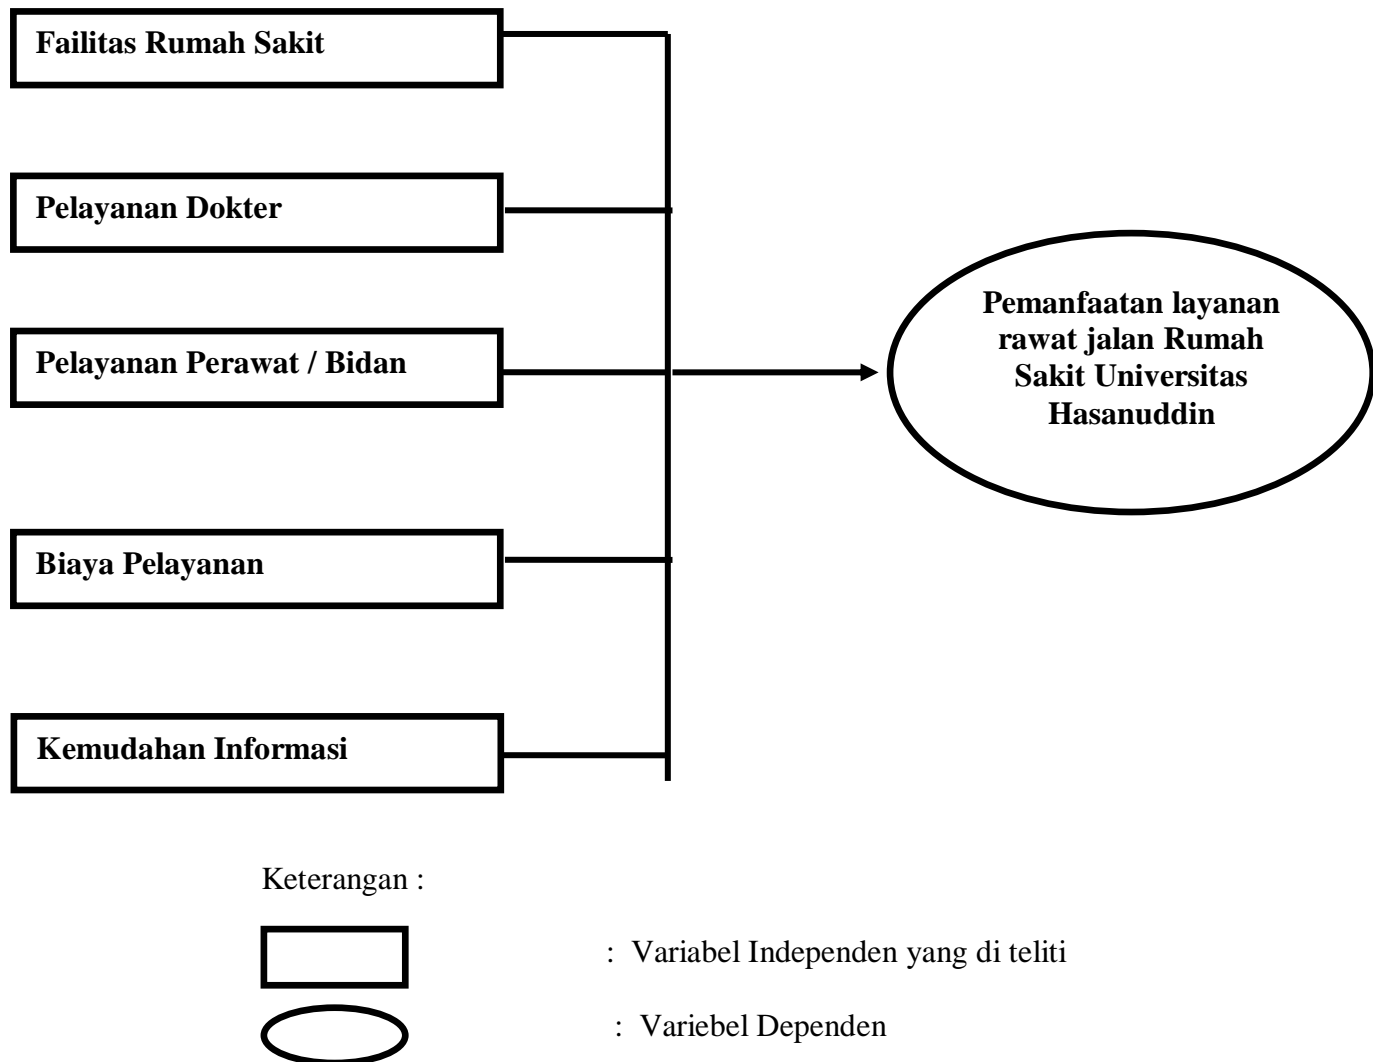 Failitas Rumah Sakit
Pelayanan Dokter
Pelayanan Perawat / Bidan
Biaya Pelayanan
Kemudahan Informasi
Pemanfaatan layanan
rawat jalan Rumah
Sakit Universitas
Hasanuddin
Keterangan :
: Variabel Independen yang di teliti
: Variebel Dependen